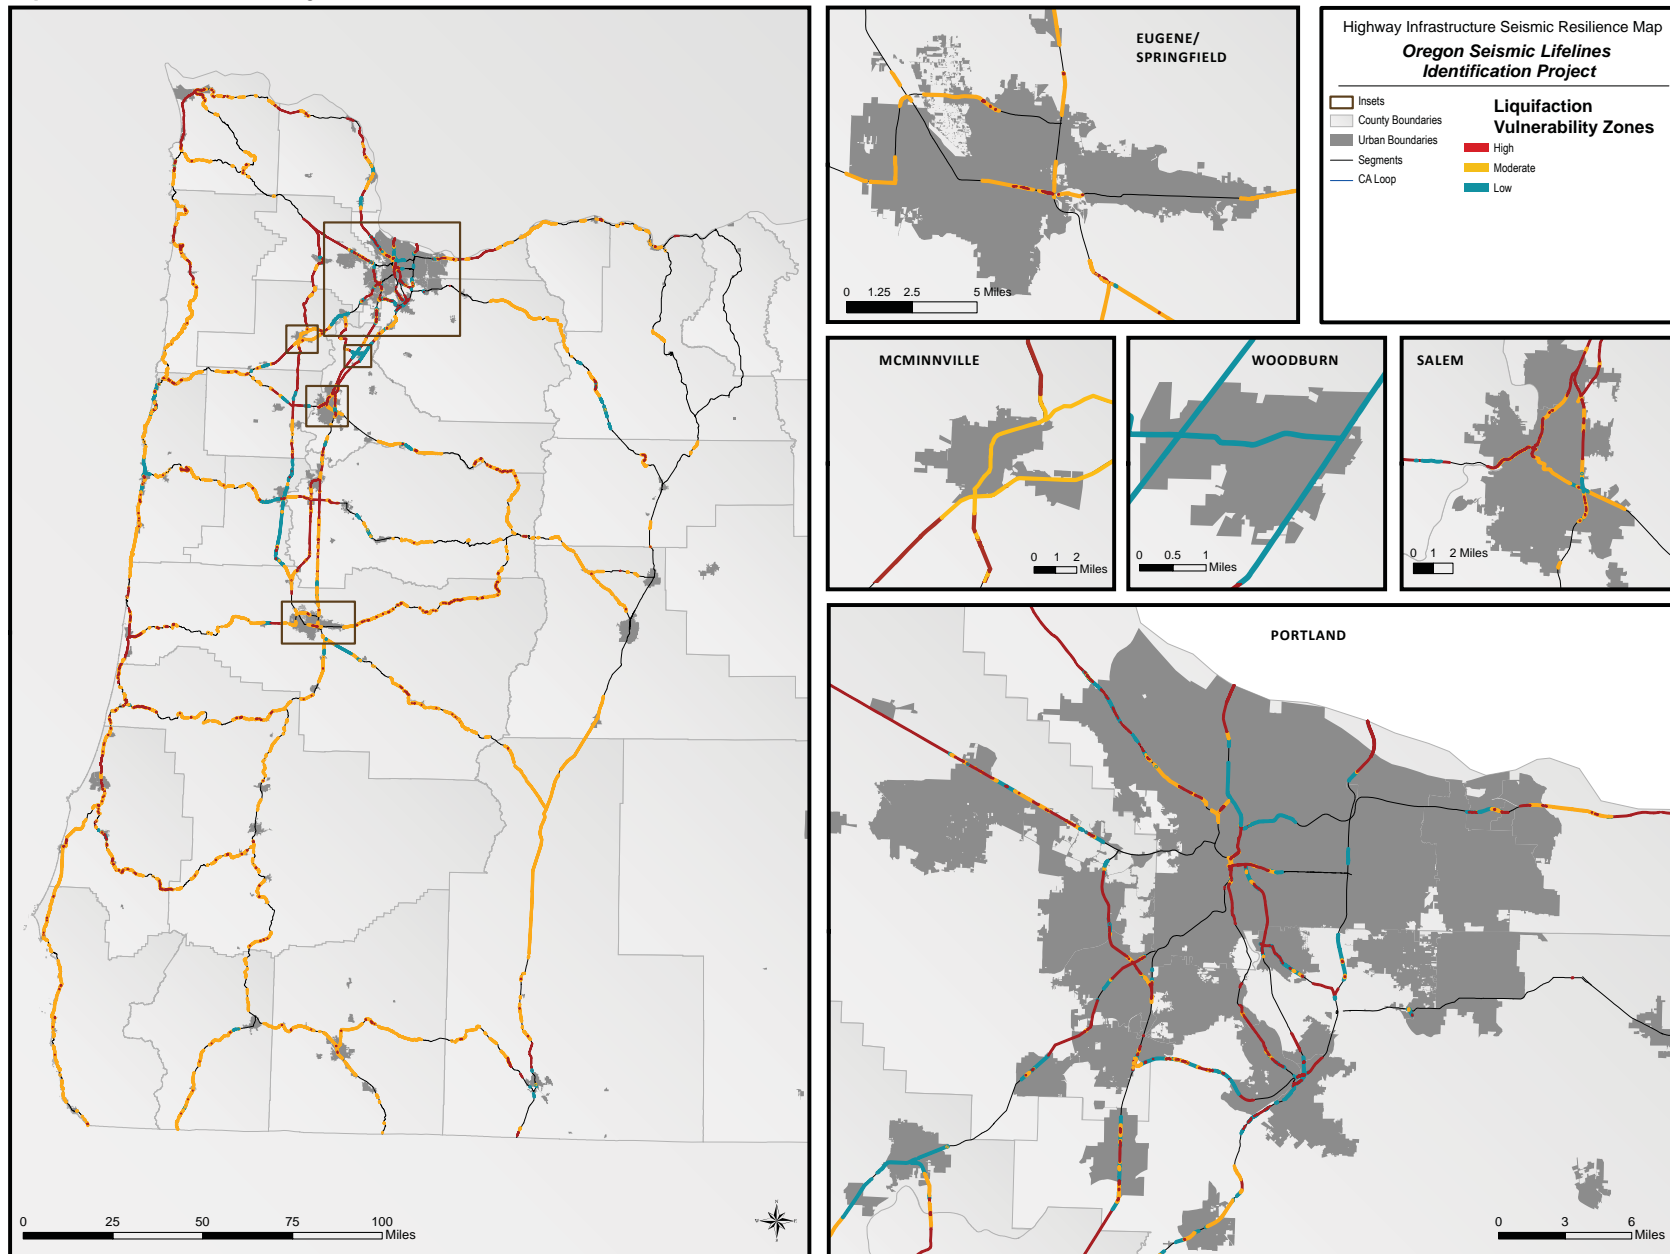 Highway Infrastructure Seismic Resilience Map
Oregon Seismic Lifelines
Identification Project
Insets
County Boundaries
Urban Boundaries
Segments
CA Loop
Liquifaction
Vulnerability Zones
High
Moderate
Low
EUGENE/
SPRINGFIELD
0 1.25 2.5 5 Miles
MCMINNVILLE
0 1 2
Miles
WOODBURN
0 0.5 1
Miles
SALEM
0 1 2 Miles
PORTLAND
0 3 6
Miles
0 25 50 75 100
Miles